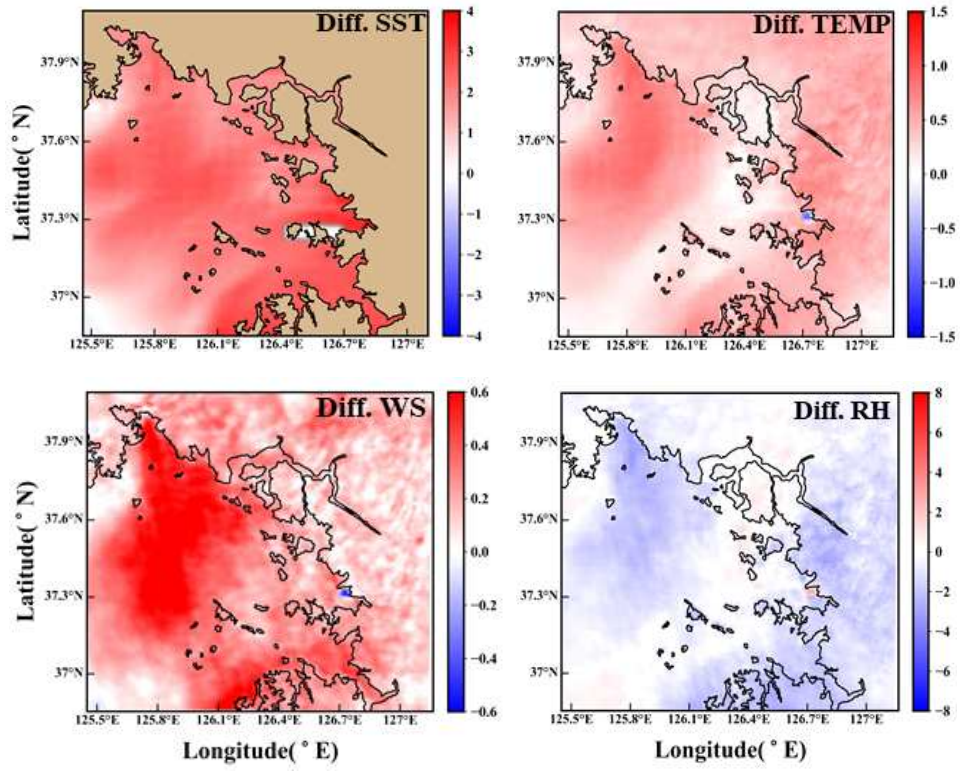 Diff. SST
4
3
2
1
0
−1
−2
−3
−4
Latitude(°N)
37.9°N
37.6°N
37.3°N
37°N
125.5°E 125.8°E 126.1°E 126.4°E 126.7°E 127°E
Diff. TEMP
1.5
1.0
0.5
0.0
−0.5
−1.0
−1.5
37.9°N
37.6°N
37.3°N
37°N
125.5°E 125.8°E 126.1°E 126.4°E 126.7°E 127°E
Diff. WS
0.6
0.4
0.2
0.0
−0.2
−0.4
−0.6
Latitude(°N)
37.9°N
37.6°N
37.3°N
37°N
125.5°E 125.8°E 126.1°E 126.4°E 126.7°E 127°E
Longitude(°E)
Diff. RH
8
6
4
2
0
−2
−4
−6
−8
37.9°N
37.6°N
37.3°N
37°N
125.5°E 125.8°E 126.1°E 126.4°E 126.7°E 127°E
Longitude(°E)